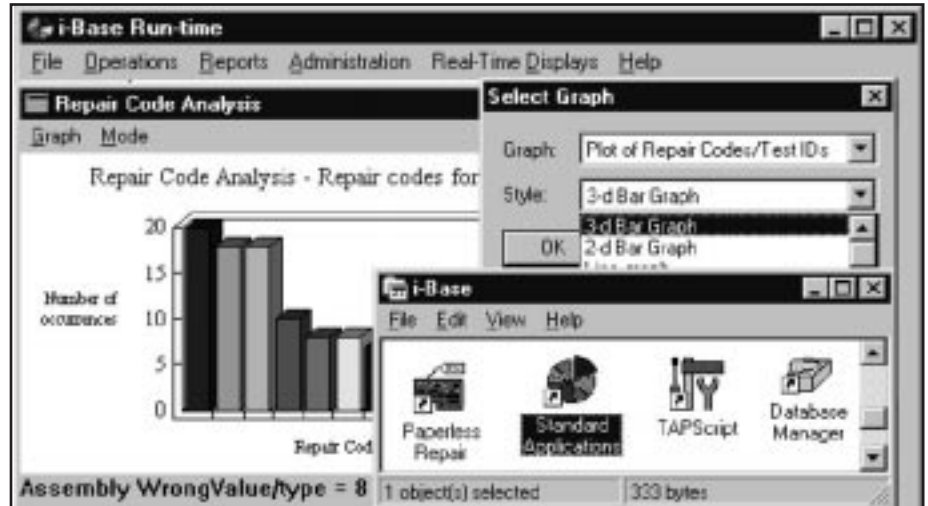 i-Base Run-time
File Operations Reports Administration Real-Time Displays Help
Repair Code Analysis
Graph Mode
Repair Code Analysis - Repair codes for
20
15
10
5
0
Number of
occurrences
Repair Cod
Assembly WrongValue/type = 8
Select Graph
Graph: Plot of Repair Codes/Test IDs
Style: 3-d Bar Graph
3-d Bar Graph
2-d Bar Graph
OK
i-Base
File Edit View Help
Paperless
Repair
Standard
Applications
TAPScript
Database
Manager
1 object(s) selected
333 bytes